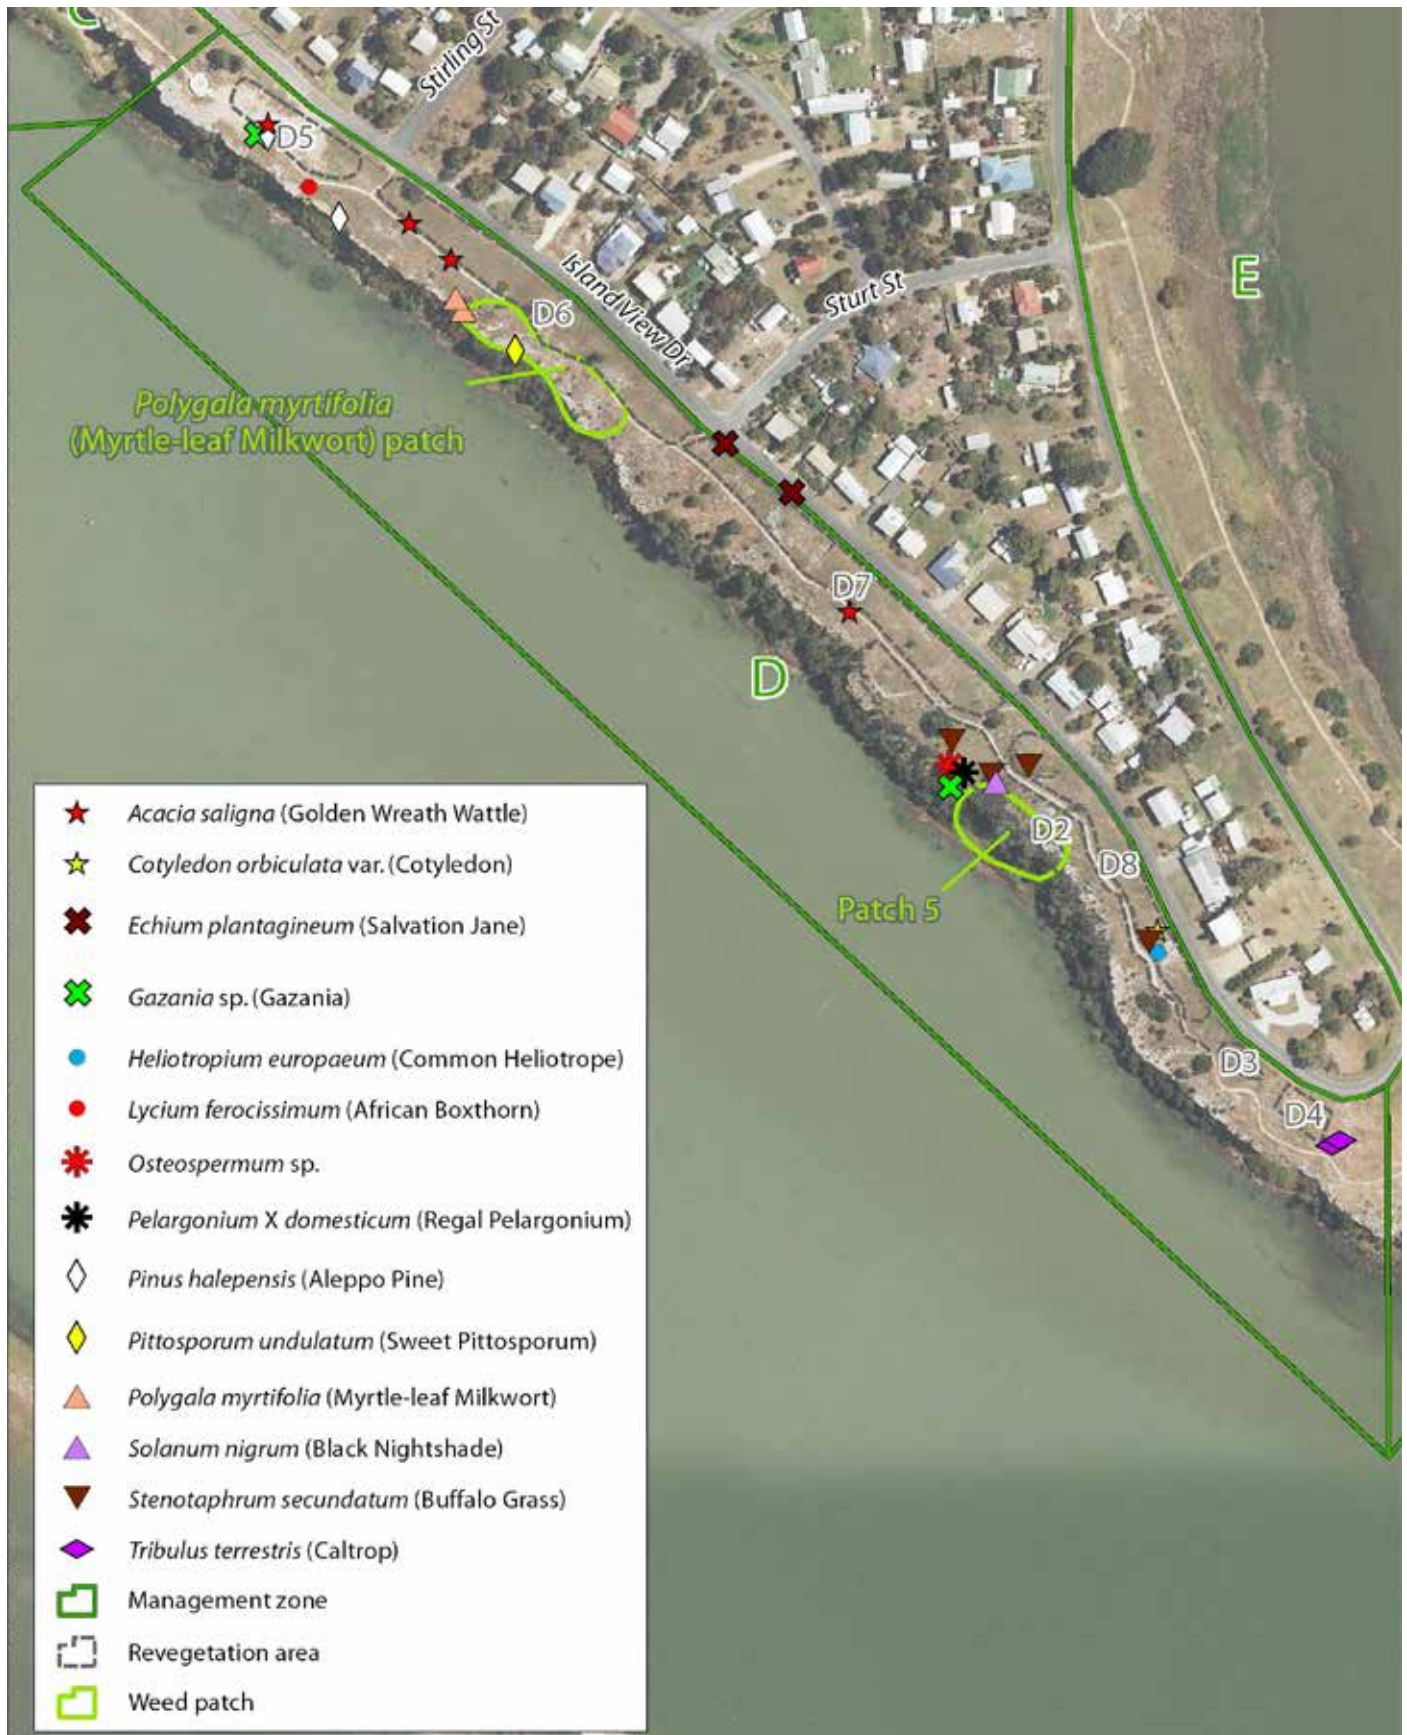 C
Stirling St
D5
Island View Dr
Sturt St
E
D6
Polygala myrtifolia
(Myrtle-leaf Milkwort) patch
D7
D
D2
D8
Patch 5
D3
D4
Acacia saligna (Golden Wreath Wattle)
Cotyledon orbiculata var. (Cotyledon)
Echium plantagineum (Salvation Jane)
Gazania sp. (Gazania)
Heliotropium europaeum (Common Heliotrope)
Lycium ferocissimum (African Boxthorn)
Osteospermum sp.
Pelargonium X domesticum (Regal Pelargonium)
Pinus halepensis (Aleppo Pine)
Pittosporum undulatum (Sweet Pittosporum)
Polygala myrtifolia (Myrtle-leaf Milkwort)
Solanum nigrum (Black Nightshade)
Stenotaphrum secundatum (Buffalo Grass)
Tribulus terrestris (Caltrop)
Management zone
Revegetation area
Weed patch